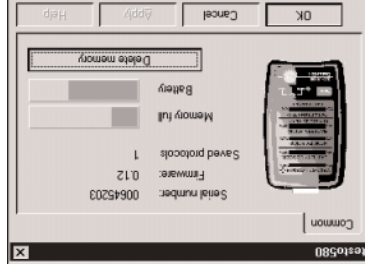 testo580
Common
Serial number: 00645203
Firmware: 0.12
Saved protocols 1
Memory full
Battery
Delete memory
OK Cancel Apply Help